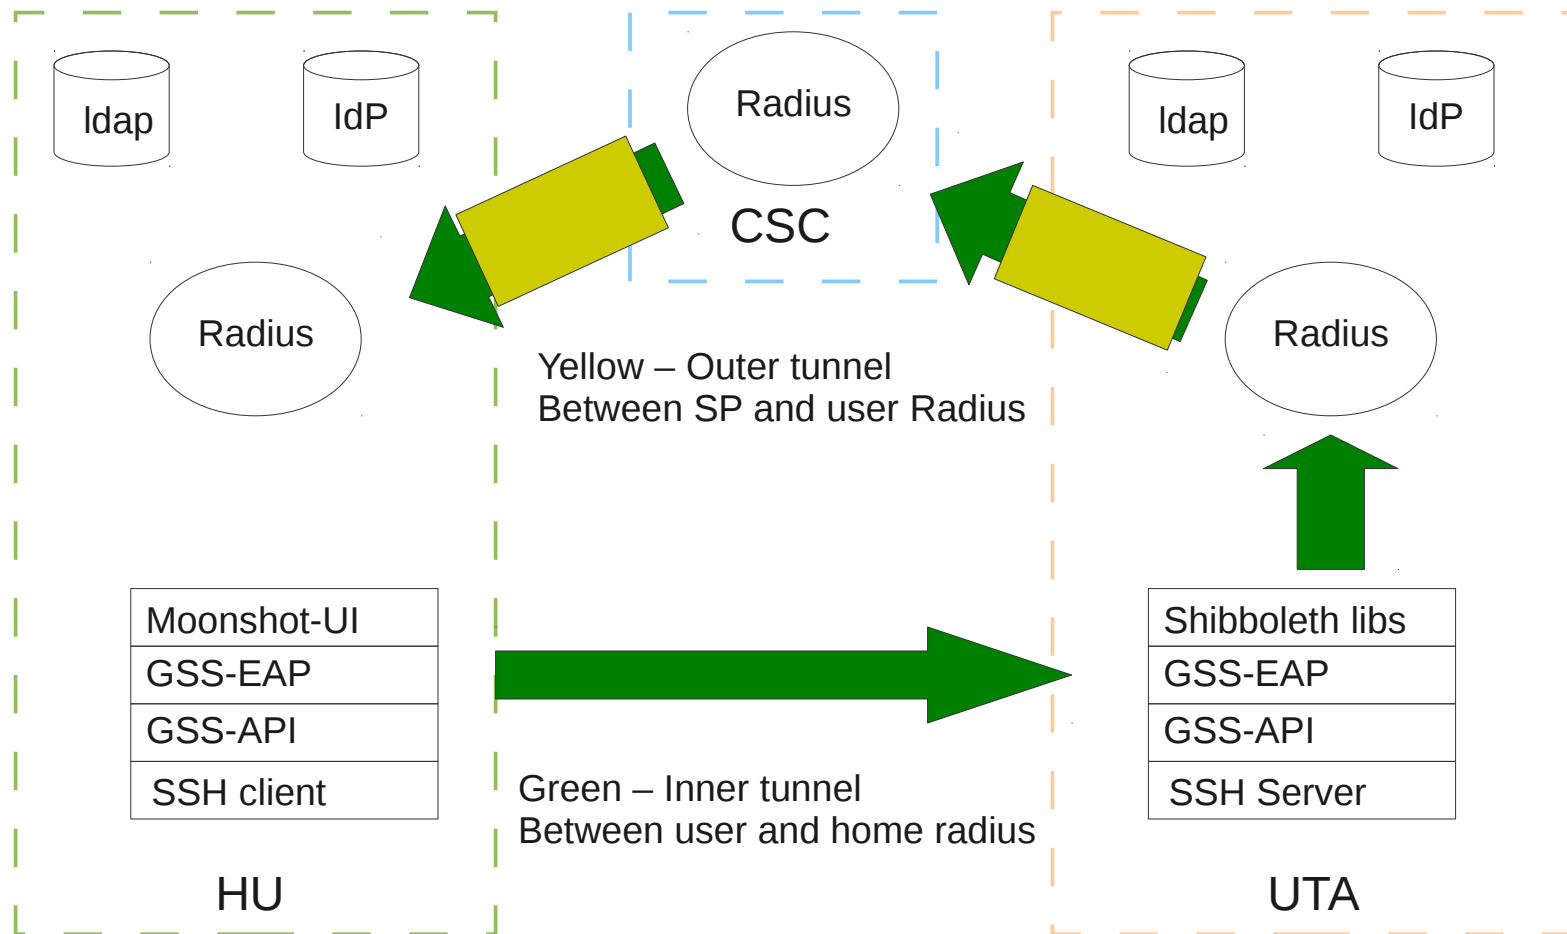 ldap
IdP
Radius
CSC
ldap
IdP
Radius
Radius
Yellow – Outer tunnel
Between SP and user Radius
Moonshot-UI
GSS-EAP
GSS-API
SSH client
Shibboleth libs
GSS-EAP
GSS-API
SSH Server
Green – Inner tunnel
Between user and home radius
HU
UTA